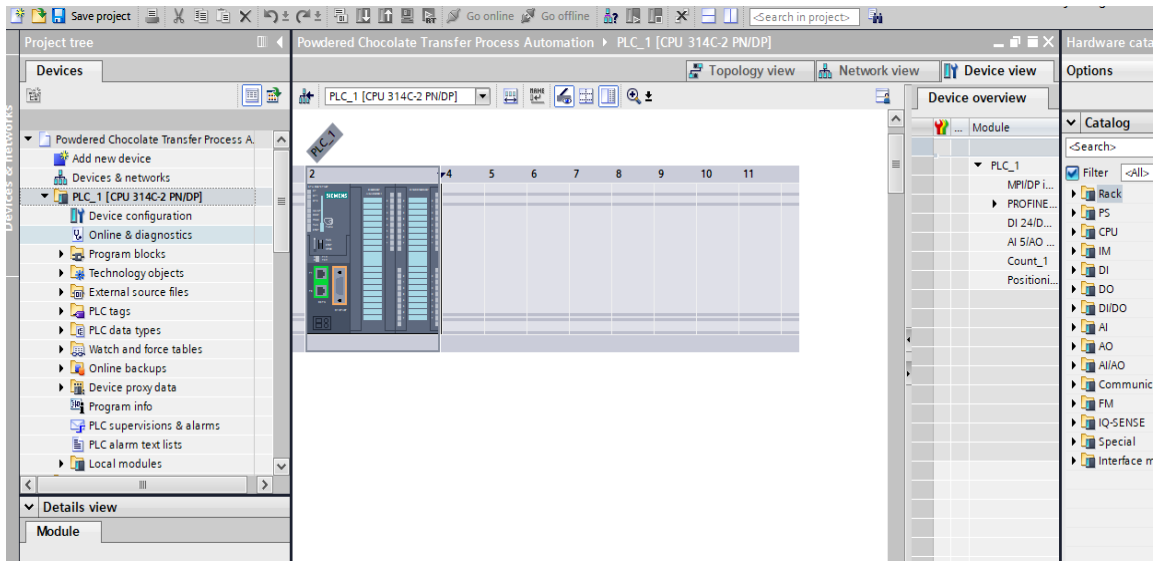 Save project
Go online
Go offline
<Search in project>
Project tree
Devices
Devices & networks
Powdered Chocolate Transfer Process A.
Add new device
Devices & networks
PLC_1 [CPU 314C-2 PN/DP]
Device configuration
Online & diagnostics
Program blocks
Technology objects
External source files
PLC tags
PLC data types
Watch and force tables
Online backups
Device proxy data
Program info
PLC supervisions & alarms
PLC alarm text lists
Local modules
Details view
Module
Powdered Chocolate Transfer Process Automation PLC_1 [CPU 314C-2 PN/DP]
Topology view
Network view
Device view
PLC_1 [CPU 314C-2 PN/DP]
PLC_1
2 4 5 6 7 8 9 10 11
SIEMENS
Device overview
... Module
PLC_1
MPI/DP i...
PROFINE...
DI 24/D...
AI 5/AO ...
Count_1
Positioni...
Hardware cata
Options
Catalog
<Search>
Filter <All>
Rack
PS
CPU
IM
DI
DO
DI/DO
AI
AO
AI/AO
Communic
FM
IQ-SENSE
Special
Interface m